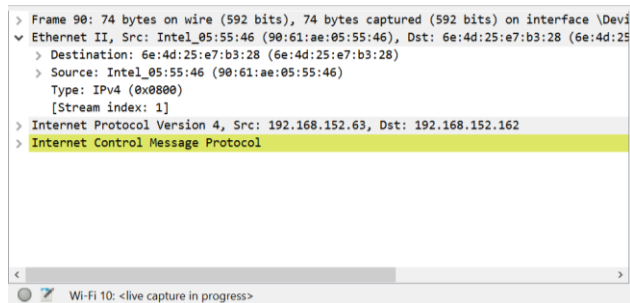 Frame 90: 74 bytes on wire (592 bits), 74 bytes captured (592 bits) on interface \Devi
Ethernet II, Src: Intel_05:55:46 (90:61:ae:05:55:46), Dst: 6e:4d:25:e7:b3:28 (6e:4d:25
Destination: 6e:4d:25:e7:b3:28 (6e:4d:25:e7:b3:28)
Source: Intel_05:55:46 (90:61:ae:05:55:46)
Type: IPv4 (0x0800)
[Stream index: 1]
Internet Protocol Version 4, Src: 192.168.152.63, Dst: 192.168.152.162
Internet Control Message Protocol
Wi-Fi 10: <live capture in progress>